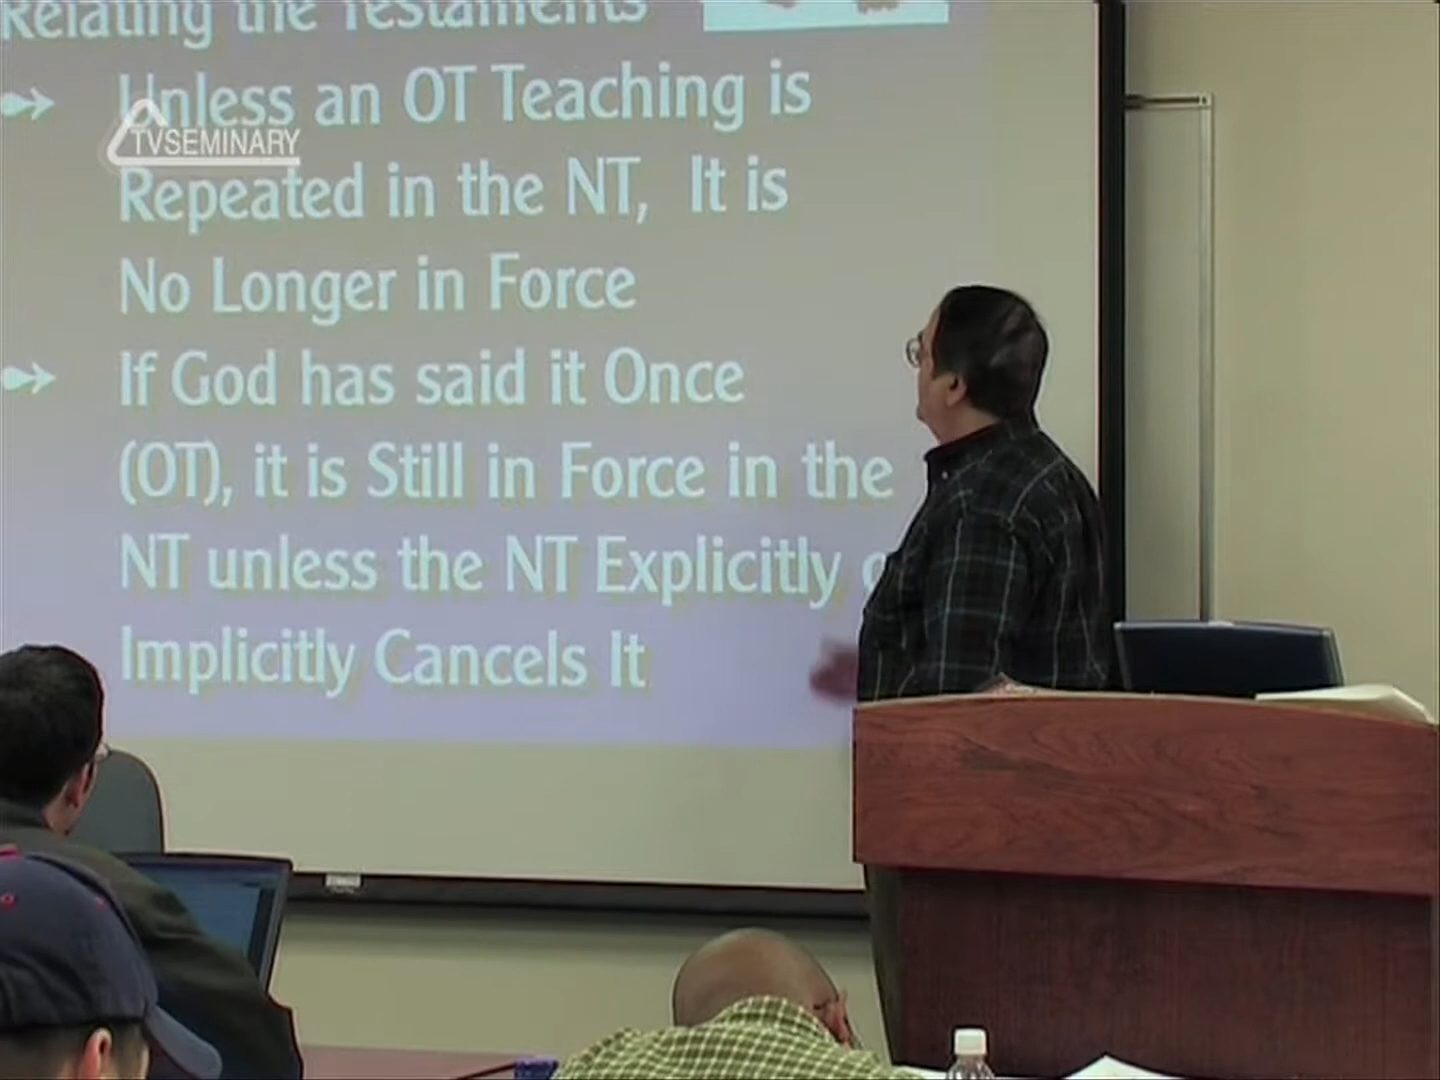 Relating the Testaments
Unless an OT Teaching is
TVSEMINARY
Repeated in the NT, It is
No Longer in Force
If God has said it Once
(OT), it is Still in Force in the
NT unless the NT Explicitly
Implicitly Cancels It